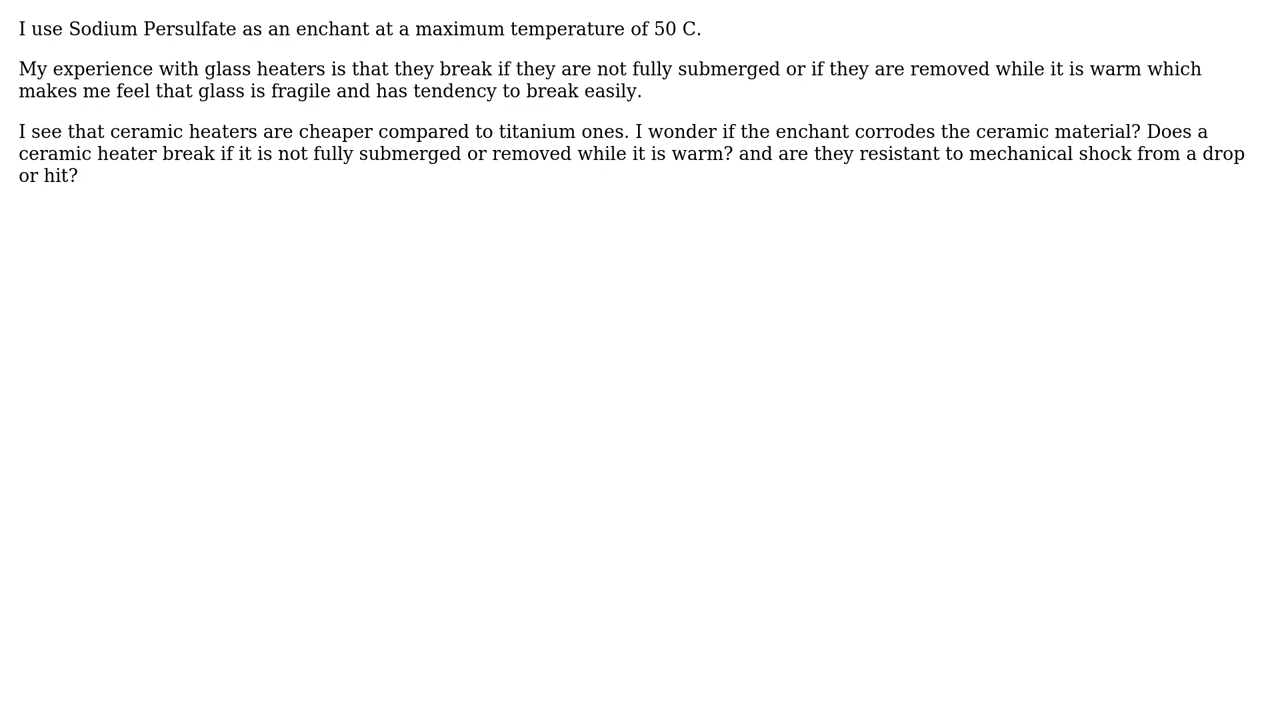 I use Sodium Persulfate as an enchant at a maximum temperature of 50 C.
My experience with glass heaters is that they break if they are not fully submerged or if they are removed while it is warm which
makes me feel that glass is fragile and has tendency to break easily.
I see that ceramic heaters are cheaper compared to titanium ones. I wonder if the enchant corrodes the ceramic material? Does a
ceramic heater break if it is not fully submerged or removed while it is warm? and are they resistant to mechanical shock from a drop
or hit?